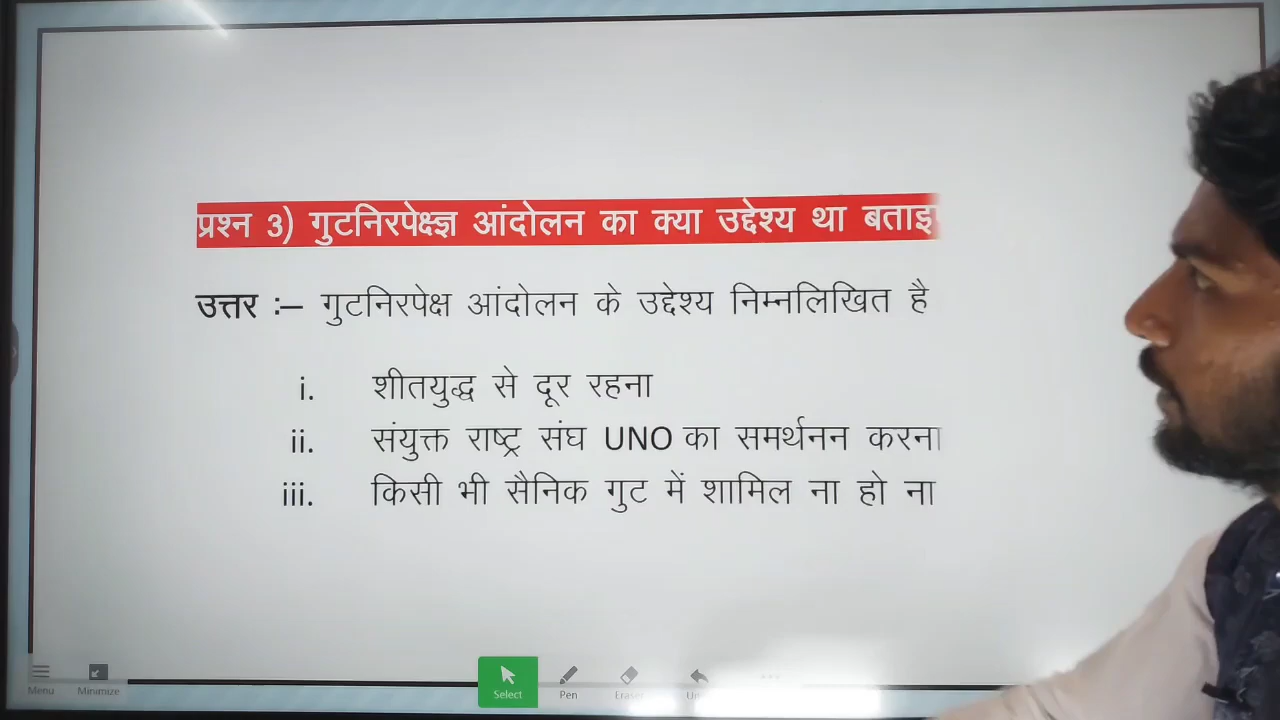 प्रश्न 3) गुटनिरपेक्ष्ज्ञ आंदोलन का क्या उद्देश्य था
उत्तर :– गुटनिरपेक्ष आंदोलन के उद्देश्य निम्नलिखित है
i. शीतयुद्ध से दूर रहना
ii. संयुक्त राष्ट्र संघ UNO का समर्थनन करना
iii. किसी भी सैनिक गुट में शामिल ना हो ना
Menu Minimize Select Pen Eraser